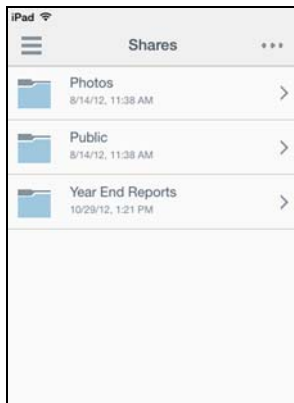 iPad
Shares
Photos
8/14/12, 11:38 AM
Public
8/14/12, 11:38 AM
Year End Reports
10/29/12, 1:21 PM